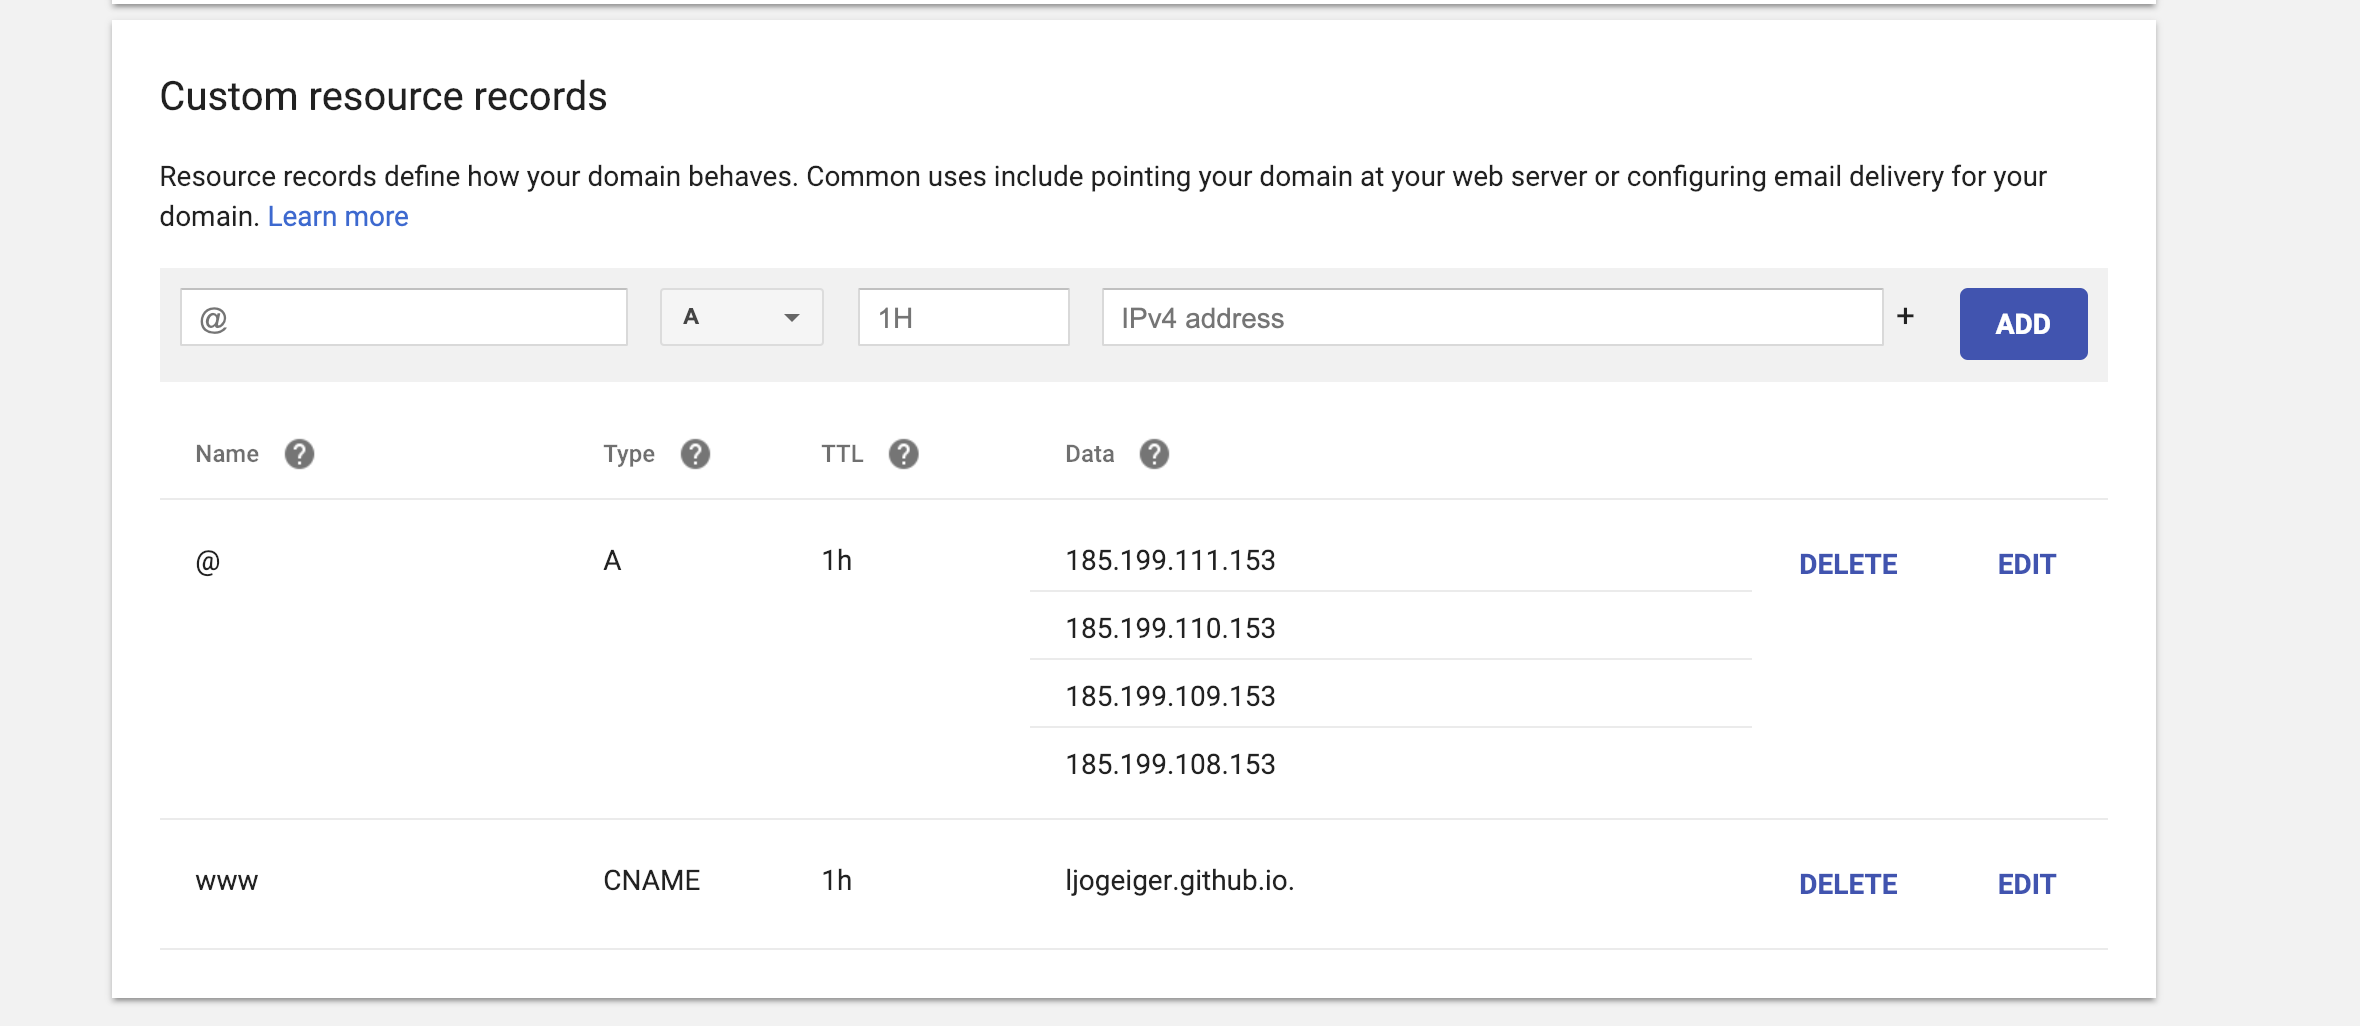 Custom resource records
Resource records define how your domain behaves. Common uses include pointing your domain at your web server or configuring email delivery for your
domain. Learn more
@ A 1H IPv4 address + ADD
Name ? Type ? TTL ? Data ?
@ A 1h 185.199.111.153 DELETE EDIT
185.199.110.153
185.199.109.153
185.199.108.153
www CNAME 1h ljogeiger.github.io. DELETE EDIT